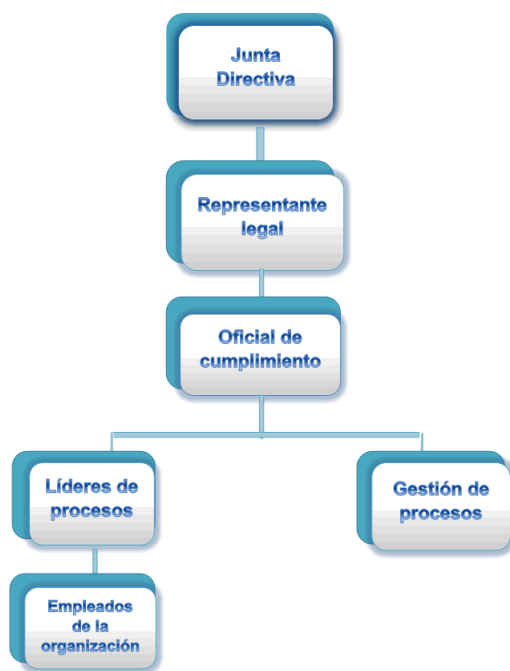 Junta
Directiva
Representante
legal
Oficial de
cumplimiento
Líderes de
procesos
Gestión de
procesos
Empleados
de la
organización